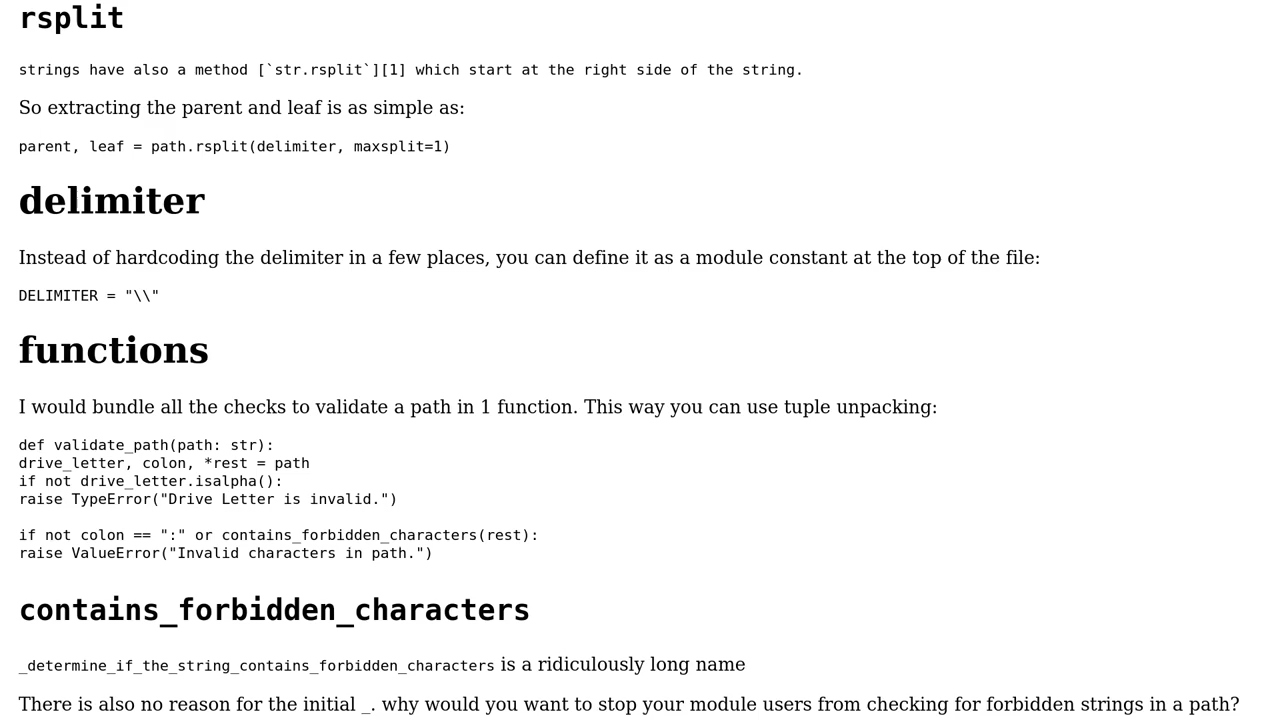 rsplit
strings have also a method [`str.rsplit`][1] which start at the right side of the string.
So extracting the parent and leaf is as simple as:
parent, leaf = path.rsplit(delimiter, maxsplit=1)
delimiter
Instead of hardcoding the delimiter in a few places, you can define it as a module constant at the top of the file:
DELIMITER = "\\"
functions
I would bundle all the checks to validate a path in 1 function. This way you can use tuple unpacking:
def validate_path(path: str):
drive_letter, colon, *rest = path
if not drive_letter.isalpha():
raise TypeError("Drive Letter is invalid.")
if not colon == ":" or contains_forbidden_characters(rest):
raise ValueError("Invalid characters in path.")
contains_forbidden_characters
_determine_if_the_string_contains_forbidden_characters is a ridiculously long name
There is also no reason for the initial _. why would you want to stop your module users from checking for forbidden strings in a path?